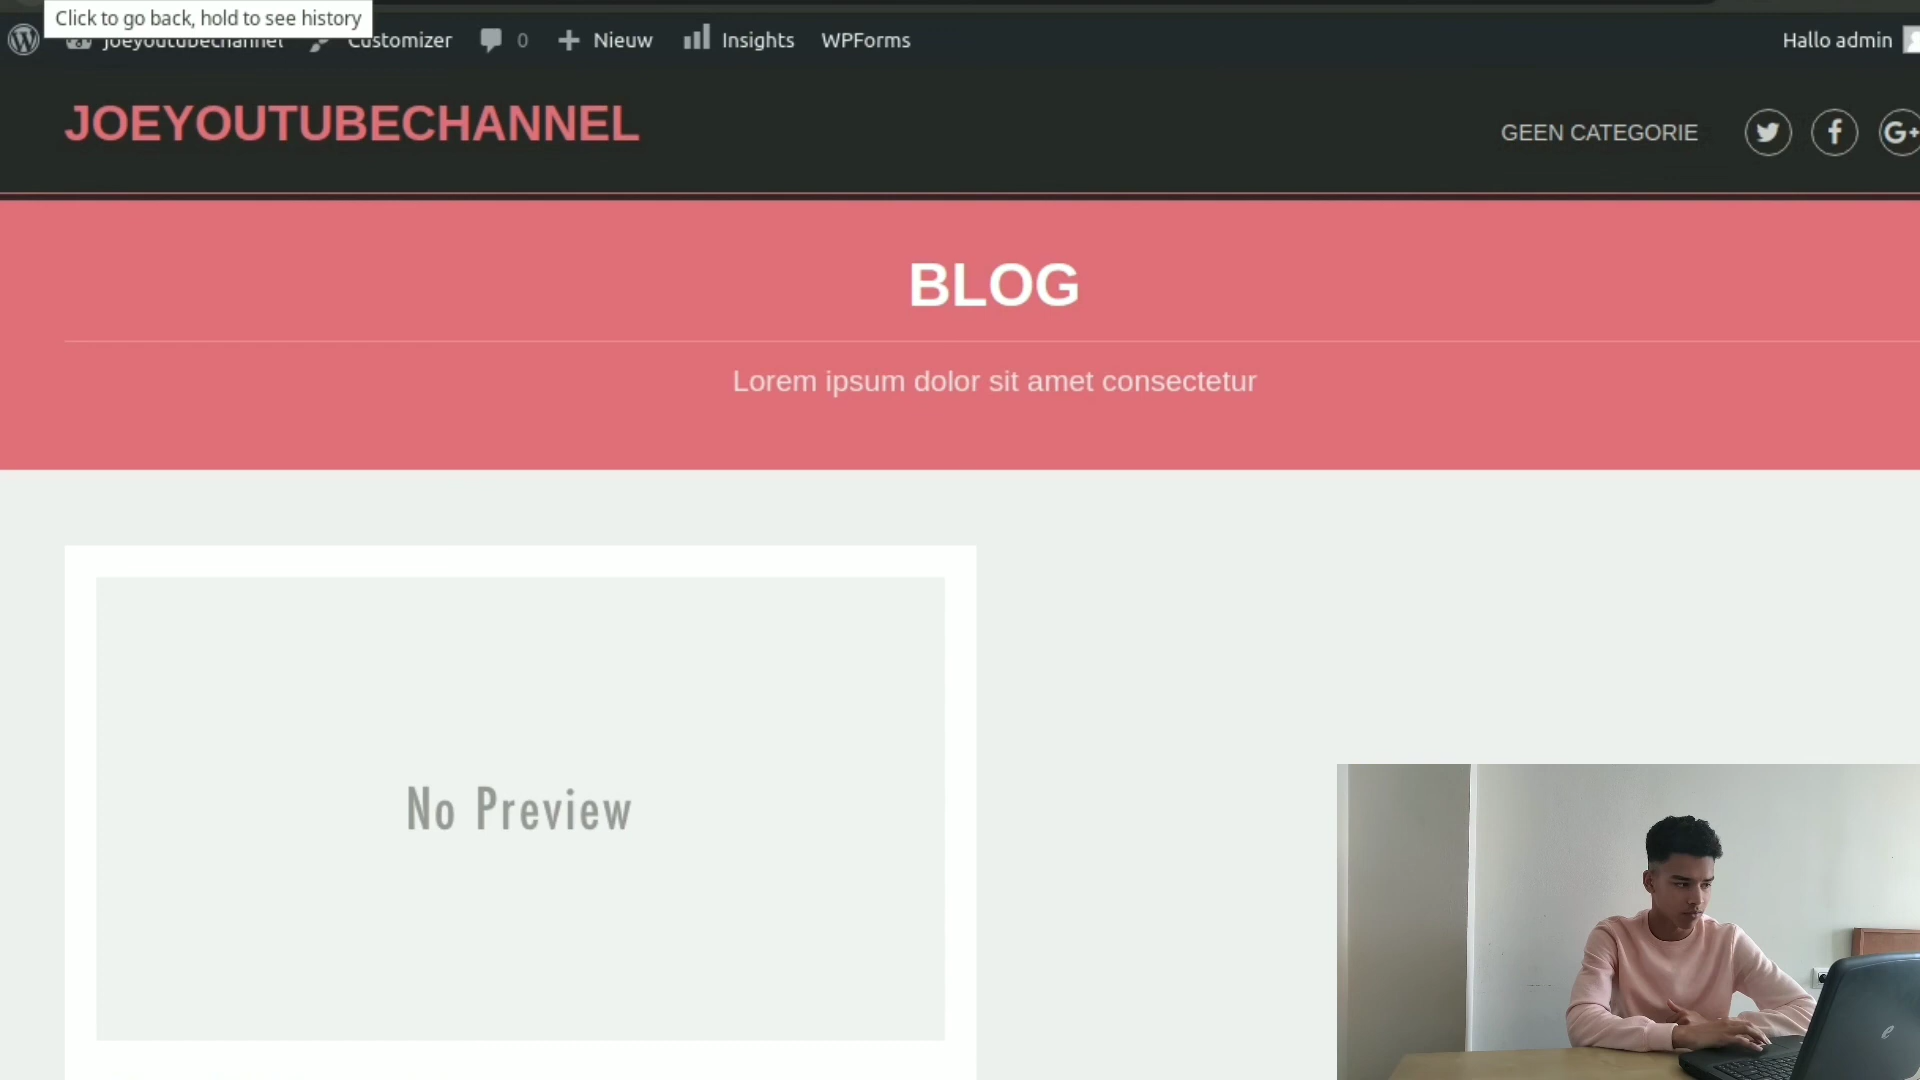 Click to go back, hold to see history
joeyoutubechannel Customizer 0 Nieuw Insights WPForms Hallo admin
JOEYOUTUBECHANNEL
GEEN CATEGORIE
BLOG
Lorem ipsum dolor sit amet consectetur
No Preview